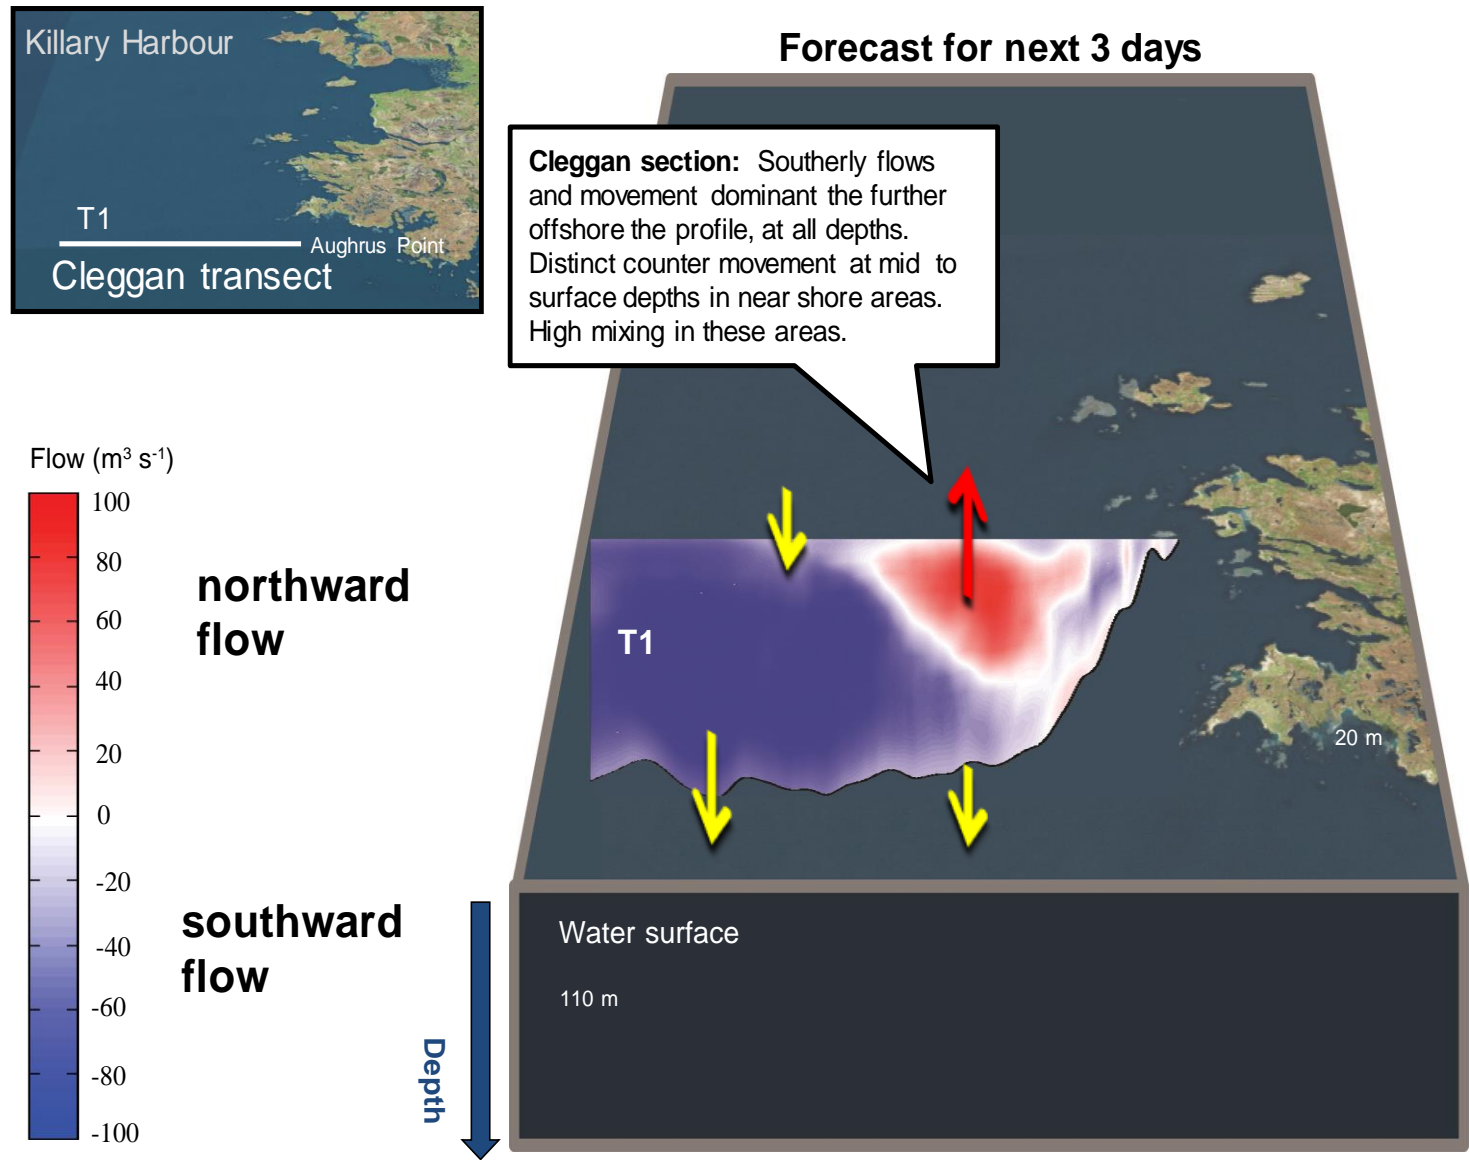 Killary Harbour
T1
Aughrus Point
Cleggan transect
Forecast for next 3 days
Cleggan section: Southerly flows
and movement dominant the further
offshore the profile, at all depths.
Distinct counter movement at mid to
surface depths in near shore areas.
High mixing in these areas.
Flow (m³ s⁻¹)
100
80
60
40
20
0
-20
-40
-60
-80
-100
northward
flow
southward
flow
Depth
T1
20 m
Water surface
110 m